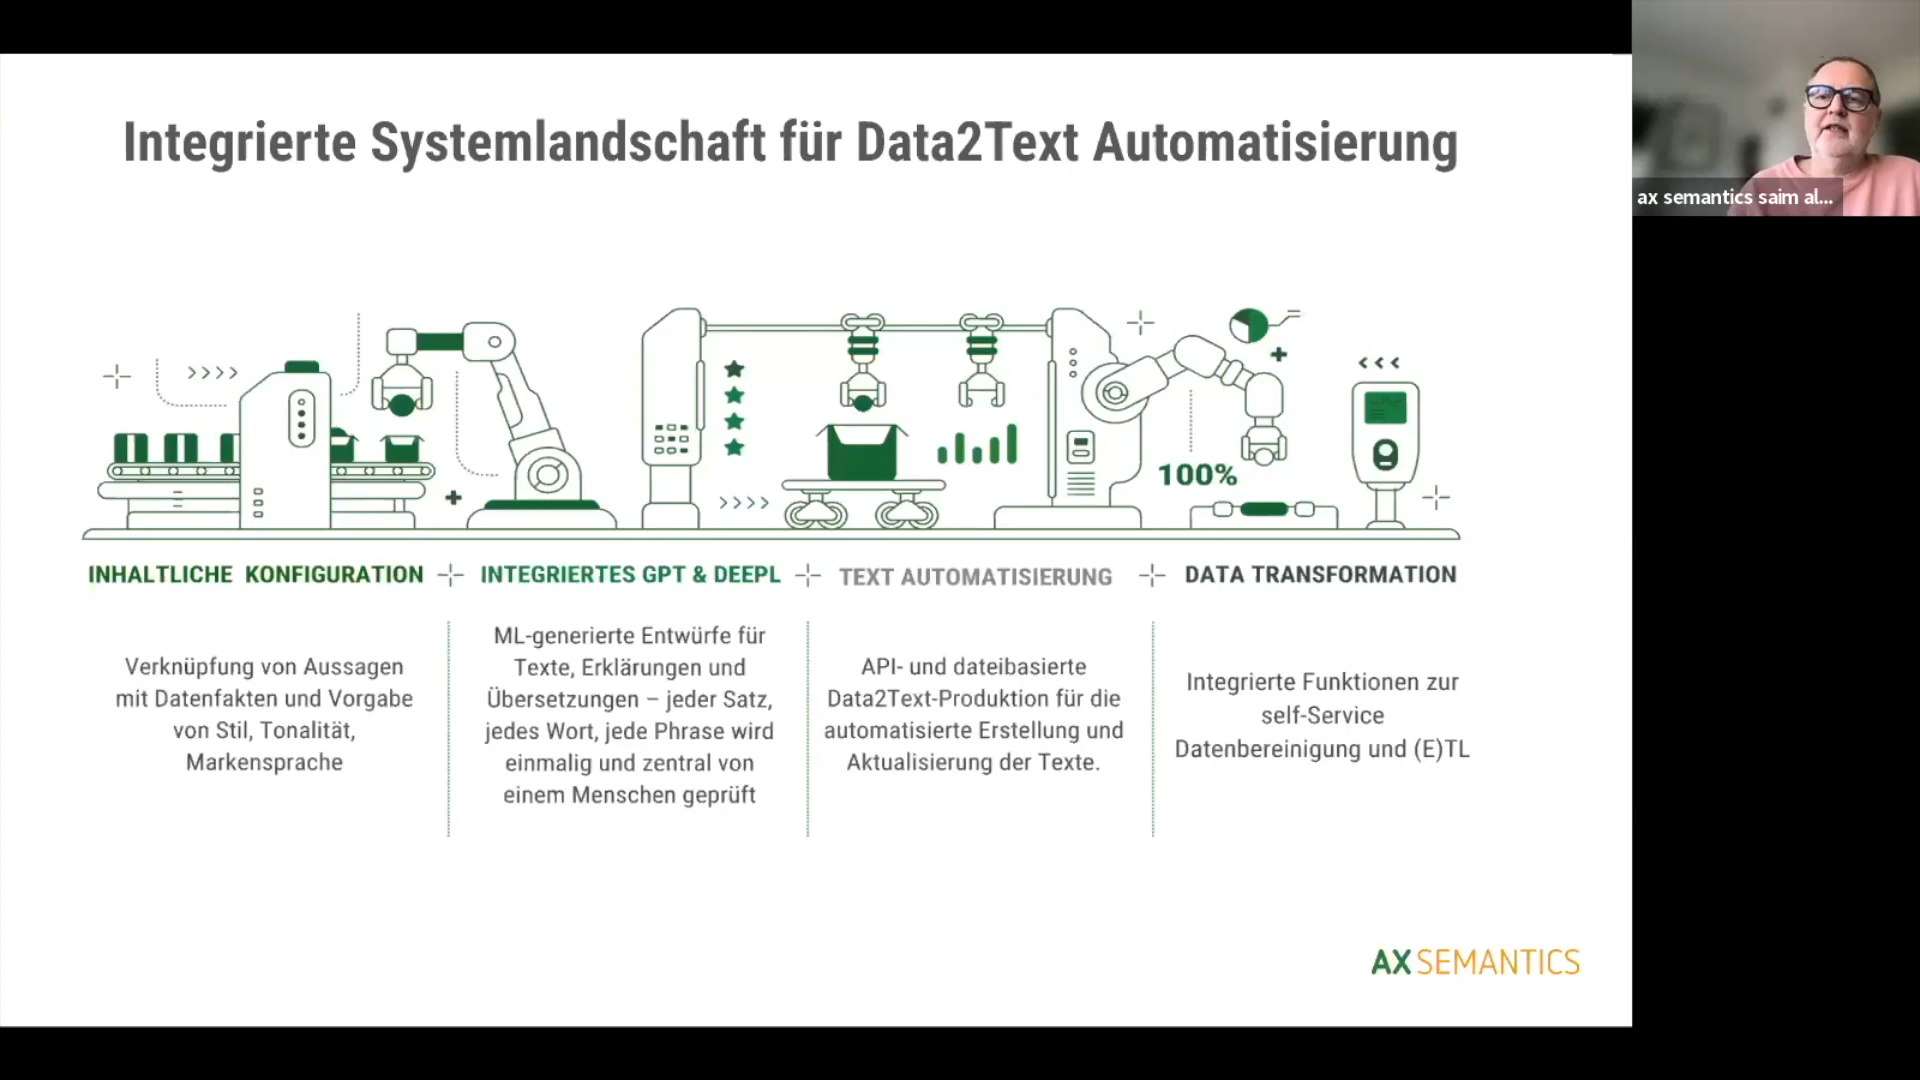 Integrierte Systemlandschaft für Data2Text Automatisierung
ax semantics saim al...
100%
INHALTLICHE KONFIGURATION
Verknüpfung von Aussagen
mit Datenfakten und Vorgabe
von Stil, Tonalität,
Markensprache
INTEGRIERTES GPT & DEEPL
ML-generierte Entwürfe für
Texte, Erklärungen und
Übersetzungen – jeder Satz,
jedes Wort, jede Phrase wird
einmalig und zentral von
einem Menschen geprüft
TEXT AUTOMATISIERUNG
API- und dateibasierte
Data2Text-Produktion für die
automatisierte Erstellung und
Aktualisierung der Texte.
DATA TRANSFORMATION
Integrierte Funktionen zur
self-Service
Datenbereinigung und (E)TL
AX SEMANTICS